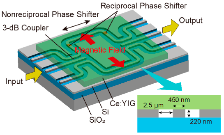 Nonreciprocal Phase Shifter
Reciprocal Phase Shifter
3-dB Coupler
Output
Magnetic Field
Input
Ce:YIG
Si
SiO₂
450 nm
2.5 μm
220 nm